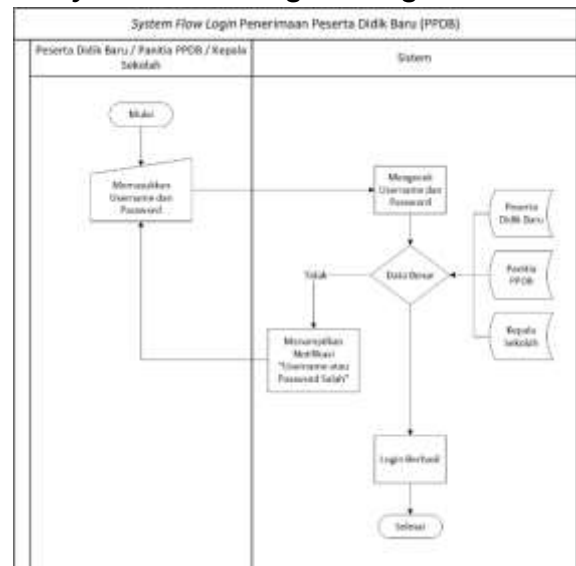 System Flow Login Penerimaan Peserta Didik Baru (PPDB)
Peserta Didik Baru / Panitia PPDB / Kepala
Sekolah
Sistem
Mulai
Memasukkan
Username dan
Password
Mengecek
Username dan
Password
Peserta
Didik Baru
Data Benar
Panitia
PPDB
Tidak
Kepala
Sekolah
Menampilkan
Notifikasi
"Username atau
Password Salah"
Login Berhasil
Selesai